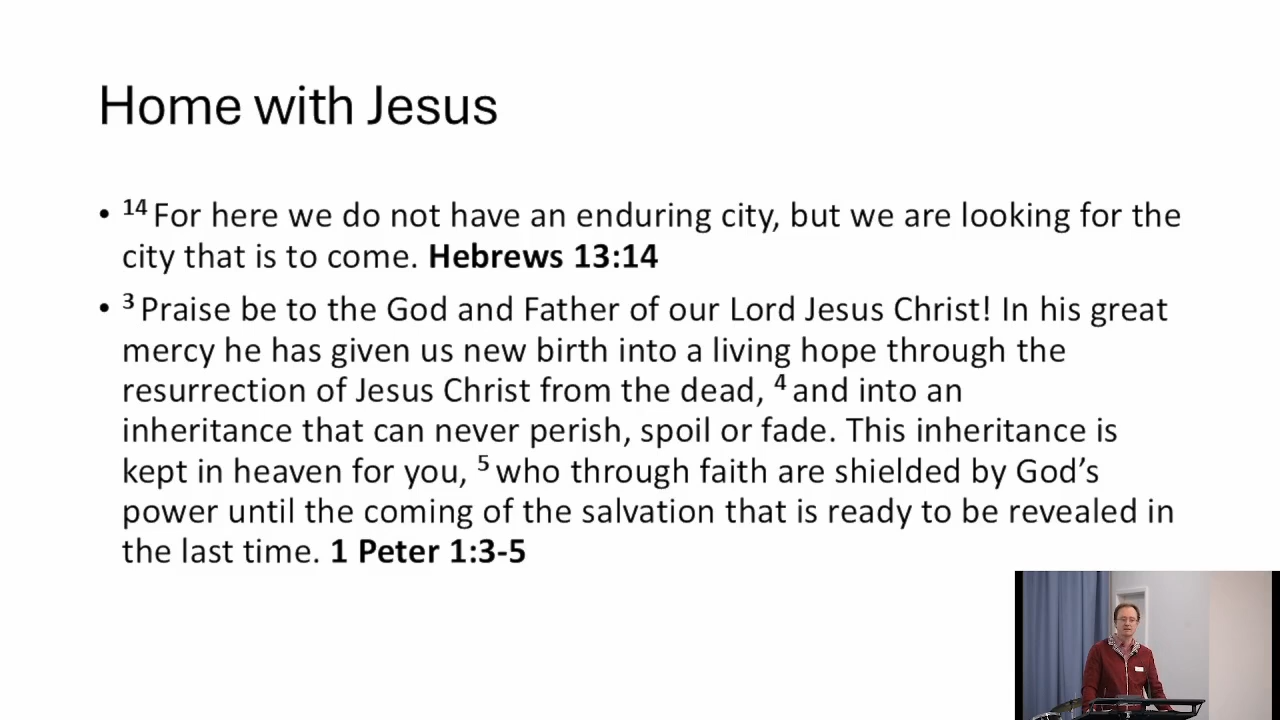 Home with Jesus
• ¹⁴ For here we do not have an enduring city, but we are looking for the
city that is to come. Hebrews 13:14
• ³ Praise be to the God and Father of our Lord Jesus Christ! In his great
mercy he has given us new birth into a living hope through the
resurrection of Jesus Christ from the dead, ⁴ and into an
inheritance that can never perish, spoil or fade. This inheritance is
kept in heaven for you, ⁵ who through faith are shielded by God’s
power until the coming of the salvation that is ready to be revealed in
the last time. 1 Peter 1:3-5